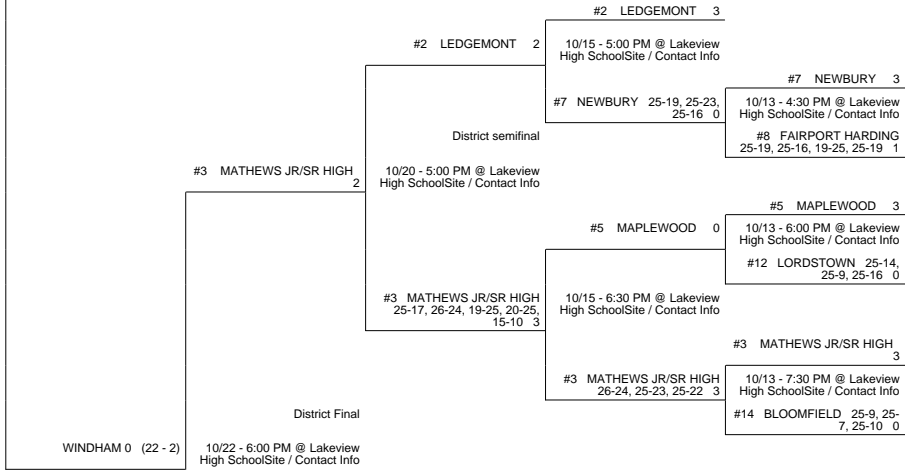 #2 LEDGEMONT 3
#2 LEDGEMONT 2
10/15 - 5:00 PM @ Lakeview
High SchoolSite / Contact Info
#7 NEWBURY 3
#7 NEWBURY 25-19, 25-23,
25-16 0
10/13 - 4:30 PM @ Lakeview
High SchoolSite / Contact Info
#8 FAIRPORT HARDING
25-19, 25-16, 19-25, 25-19 1
District semifinal
#3 MATHEWS JR/SR HIGH
2
10/20 - 5:00 PM @ Lakeview
High SchoolSite / Contact Info
#5 MAPLEWOOD 3
#5 MAPLEWOOD 0
10/13 - 6:00 PM @ Lakeview
High SchoolSite / Contact Info
#12 LORDSTOWN 25-14,
25-9, 25-16 0
#3 MATHEWS JR/SR HIGH
25-17, 26-24, 19-25, 20-25,
15-10 3
10/15 - 6:30 PM @ Lakeview
High SchoolSite / Contact Info
#3 MATHEWS JR/SR HIGH
3
#3 MATHEWS JR/SR HIGH
26-24, 25-23, 25-22 3
10/13 - 7:30 PM @ Lakeview
High SchoolSite / Contact Info
#14 BLOOMFIELD 25-9, 25-
7, 25-10 0
District Final
WINDHAM 0 (22 - 2)
10/22 - 6:00 PM @ Lakeview
High SchoolSite / Contact Info